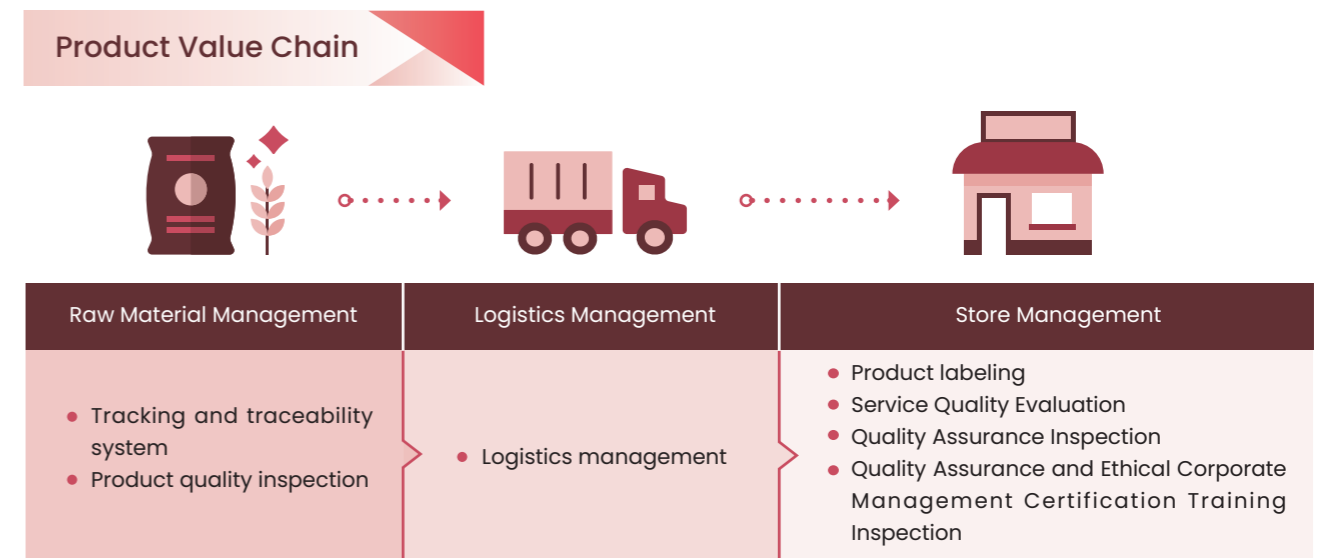 Product Value Chain
Raw Material Management
Logistics Management
Store Management
Tracking and traceability
system
Product quality inspection
Logistics management
Product labeling
Service Quality Evaluation
Quality Assurance Inspection
Quality Assurance and Ethical Corporate
Management Certification Training
Inspection